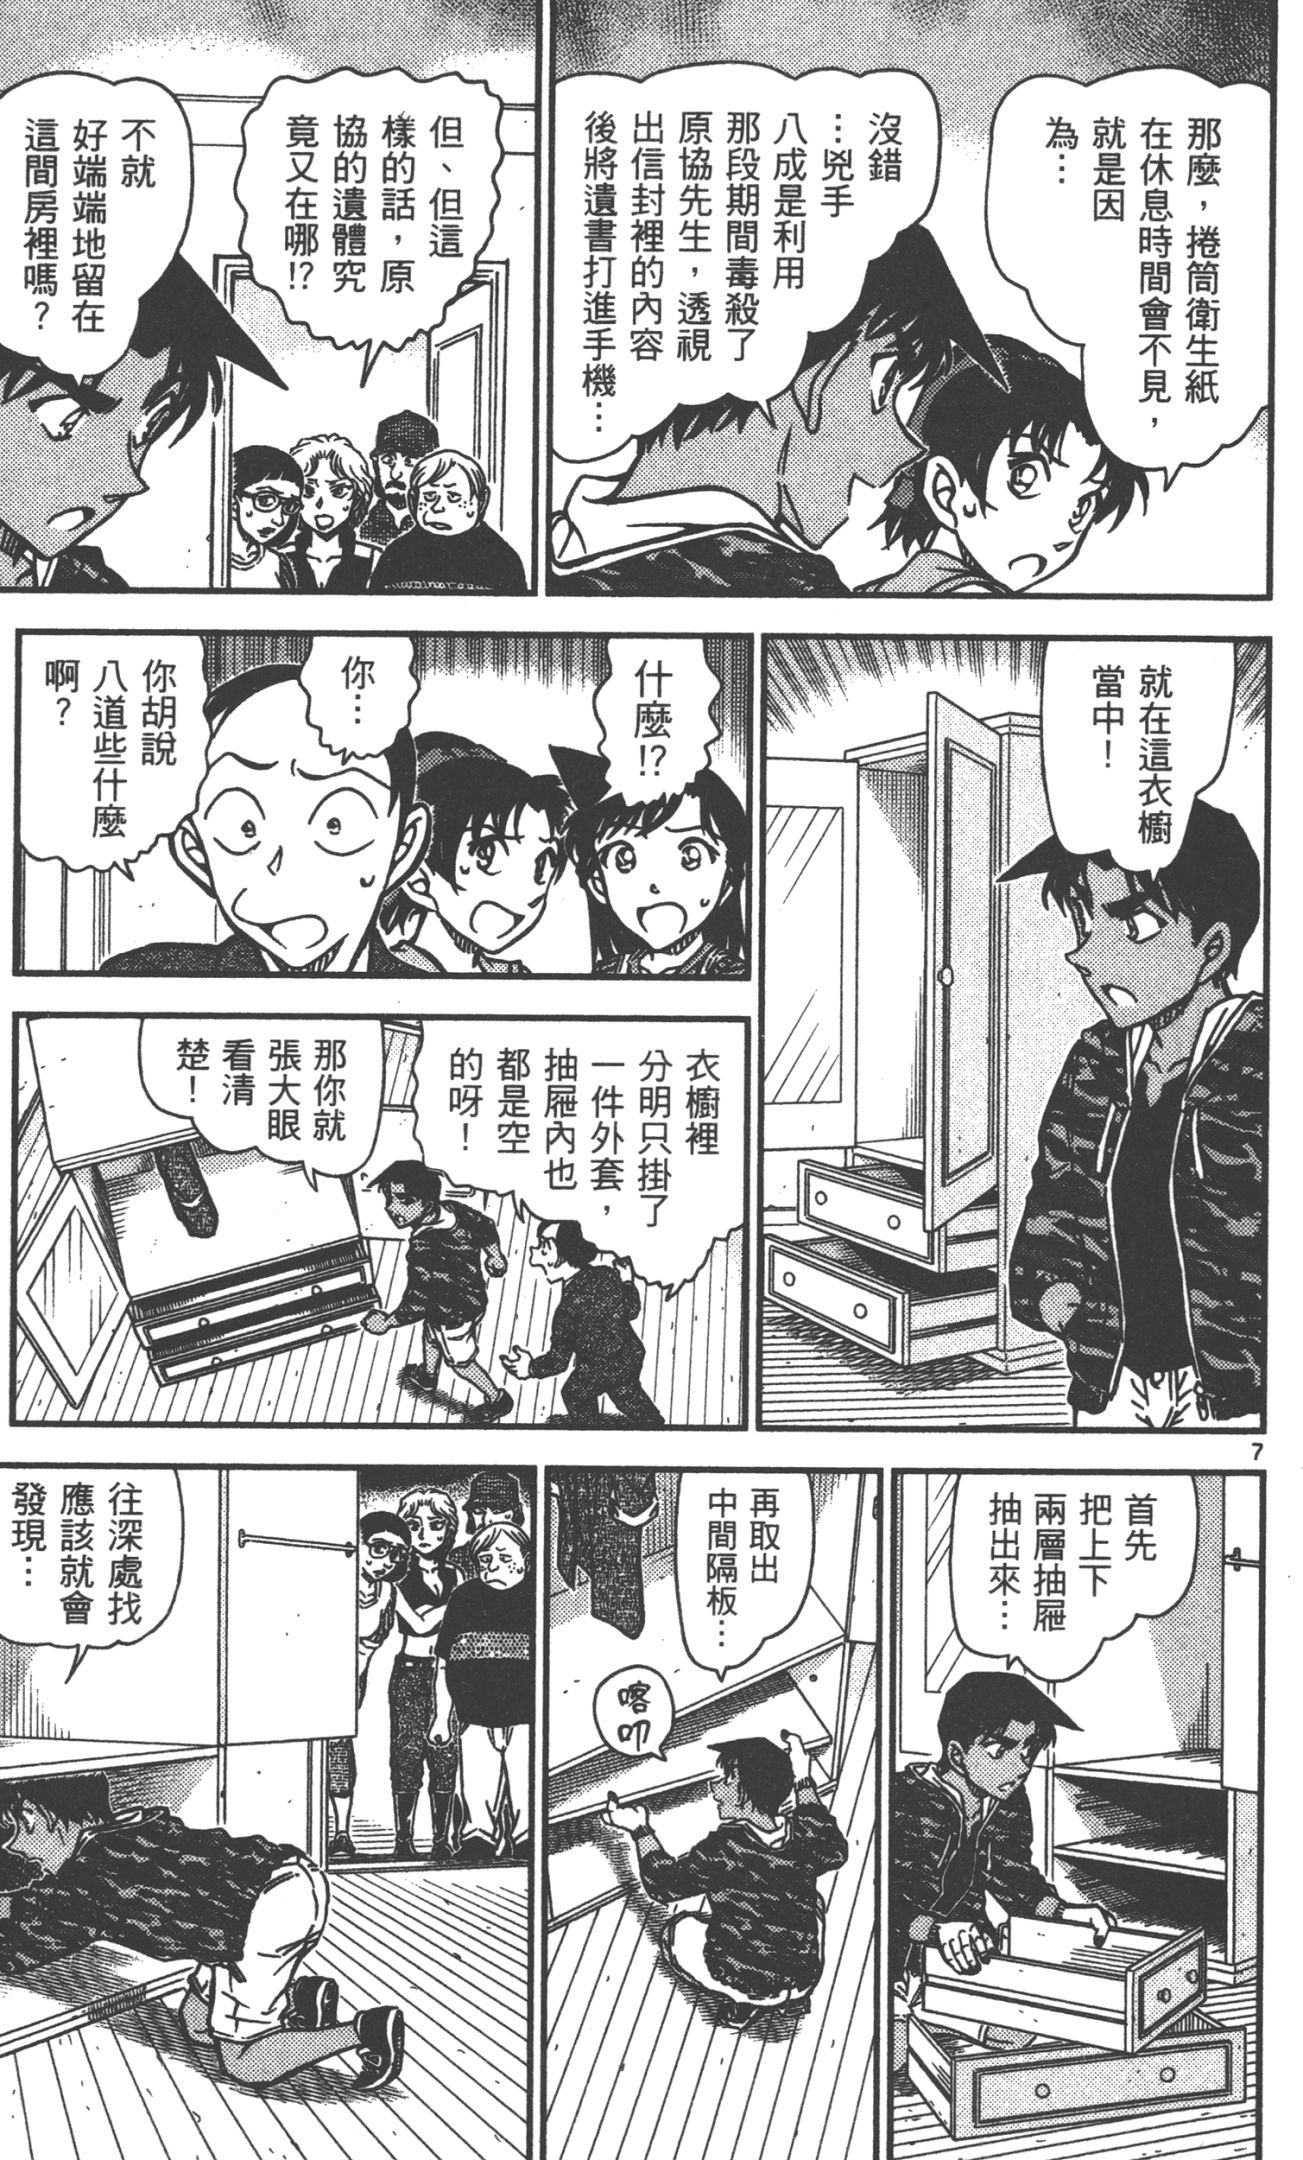 那麼，捲筒衛生紙
在休息時間會不見，
就是因
為…
沒錯
…兇手
八成是利用
那段期間毒殺了
原協先生，透視
出信封裡的內容
後將遺書打進手機…
但、但這
樣的話，原
協的遺體究
竟又在哪!?
不就
好端端地留在
這間房裡嗎？
就在這衣櫥
當中！
什麼!?
你…
你胡說
八道些什麼
啊？
衣櫥裡
分明只掛了
一件外套，
抽屜內也
都是空
的呀！
那你就
張大眼
看清
楚！
7
首先
把上下
兩層抽屜
抽出來…
再取出
中間隔板…
喀
叩
往深處找
應該就會
發現…